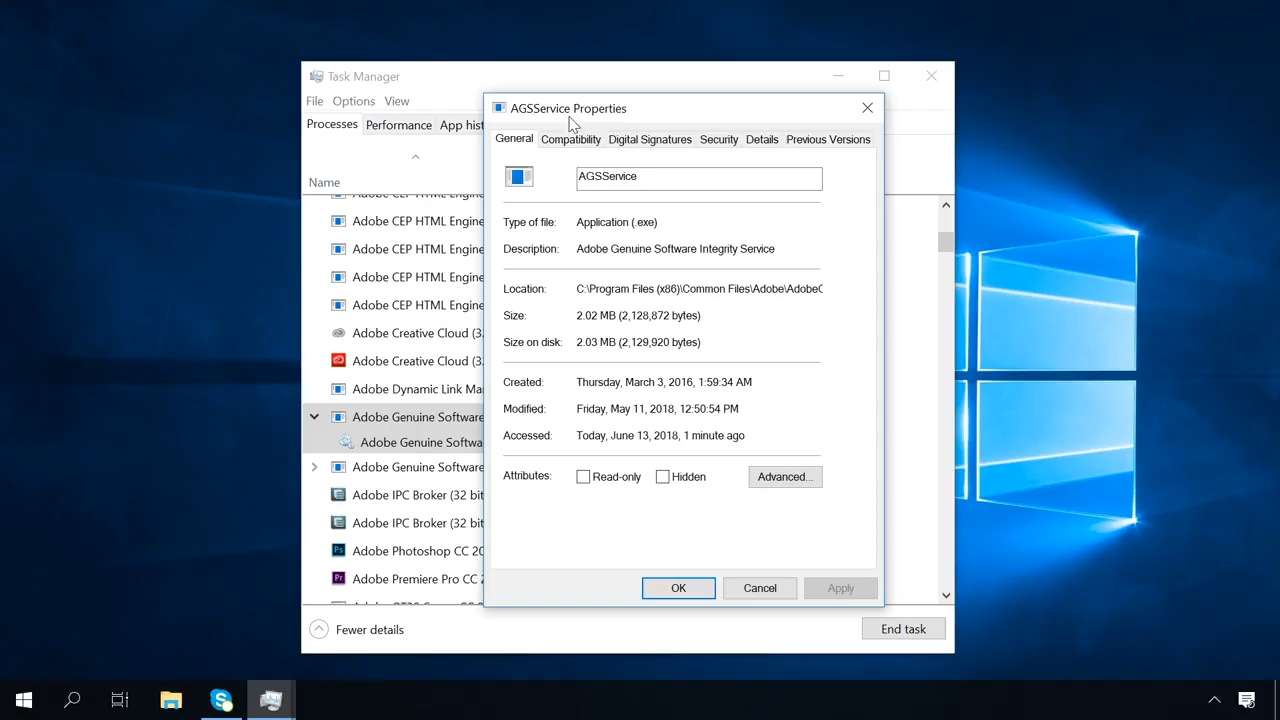 Task Manager
File Options View
Processes Performance App hist
Name
Adobe CEP HTML Engine
Adobe CEP HTML Engine
Adobe CEP HTML Engine
Adobe CEP HTML Engine
Adobe CEP HTML Engine
Adobe Creative Cloud (3
Adobe Creative Cloud (3
Adobe Dynamic Link Ma
Adobe Genuine Software
Adobe Genuine Softwa
Adobe Genuine Software
Adobe IPC Broker (32 bit
Adobe IPC Broker (32 bit
Adobe Photoshop CC 20
Adobe Premiere Pro CC
Fewer details
End task
AGSService Properties
General Compatibility Digital Signatures Security Details Previous Versions
AGSService
Type of file: Application (.exe)
Description: Adobe Genuine Software Integrity Service
Location: C:\Program Files (x86)\Common Files\Adobe\AdobeG
Size: 2.02 MB (2,128,872 bytes)
Size on disk: 2.03 MB (2,129,920 bytes)
Created: Thursday, March 3, 2016, 1:59:34 AM
Modified: Friday, May 11, 2018, 12:50:54 PM
Accessed: Today, June 13, 2018, 1 minute ago
Attributes: Read-only Hidden Advanced...
OK Cancel Apply